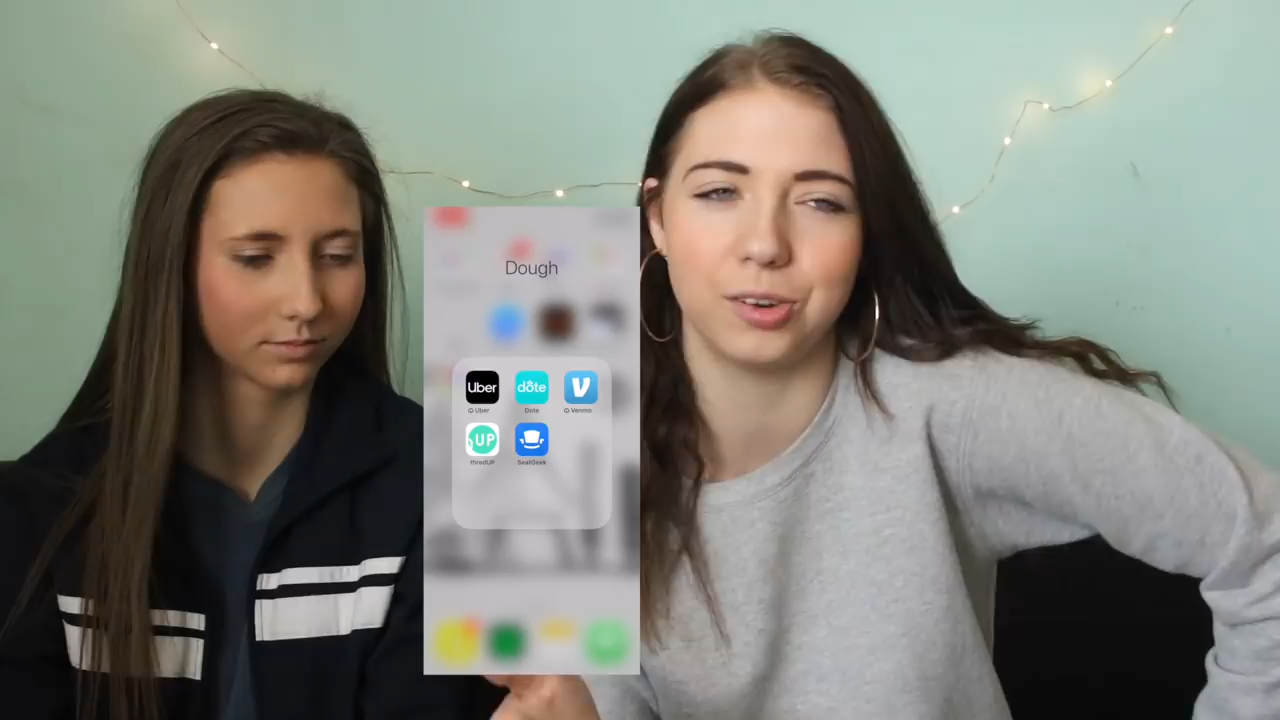 Dough
Uber dote V
Uber Dote Venmo
UP
thredUP SeatGeek